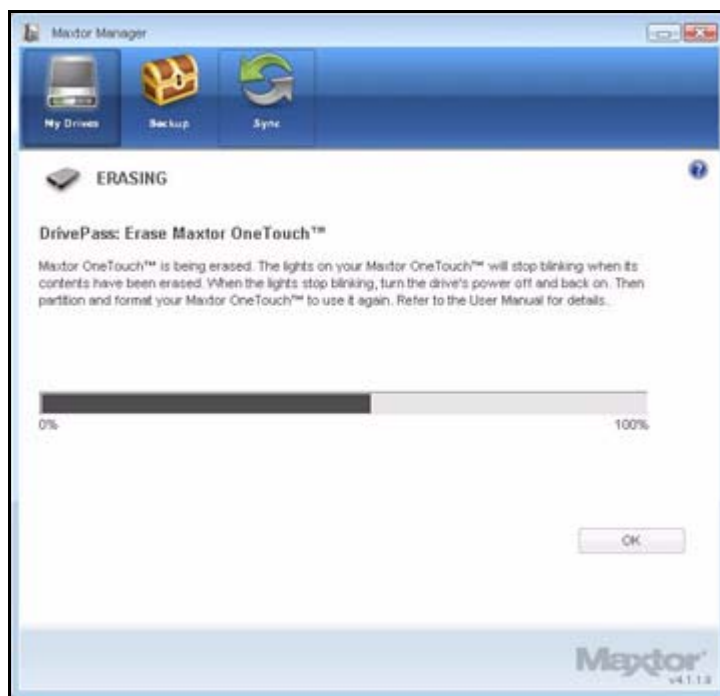 Maxtor Manager
My Drives Backup Sync
ERASING
DrivePass: Erase Maxtor OneTouch™
Maxtor OneTouch™ is being erased. The lights on your Maxtor OneTouch™ will stop blinking when its
contents have been erased. When the lights stop blinking, turn the drive's power off and back on. Then
partition and format your Maxtor OneTouch™ to use it again. Refer to the User Manual for details.
0% 100%
OK
Maxtor